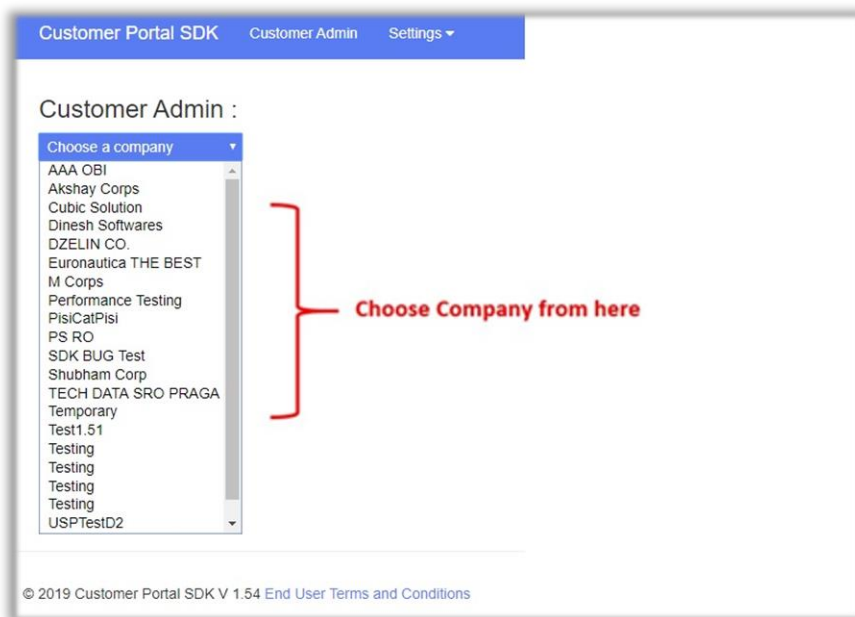 Customer Portal SDK Customer Admin Settings
Customer Admin :
Choose a company
AAA OBI
Akshay Corps
Cubic Solution
Dinesh Softwares
DZELIN CO.
Euronautica THE BEST
M Corps
Performance Testing
PisiCatPisi
PS RO
SDK BUG Test
Shubham Corp
TECH DATA SRO PRAGA
Temporary
Test1.51
Testing
Testing
Testing
Testing
USPTestD2
Choose Company from here
© 2019 Customer Portal SDK V 1.54 End User Terms and Conditions